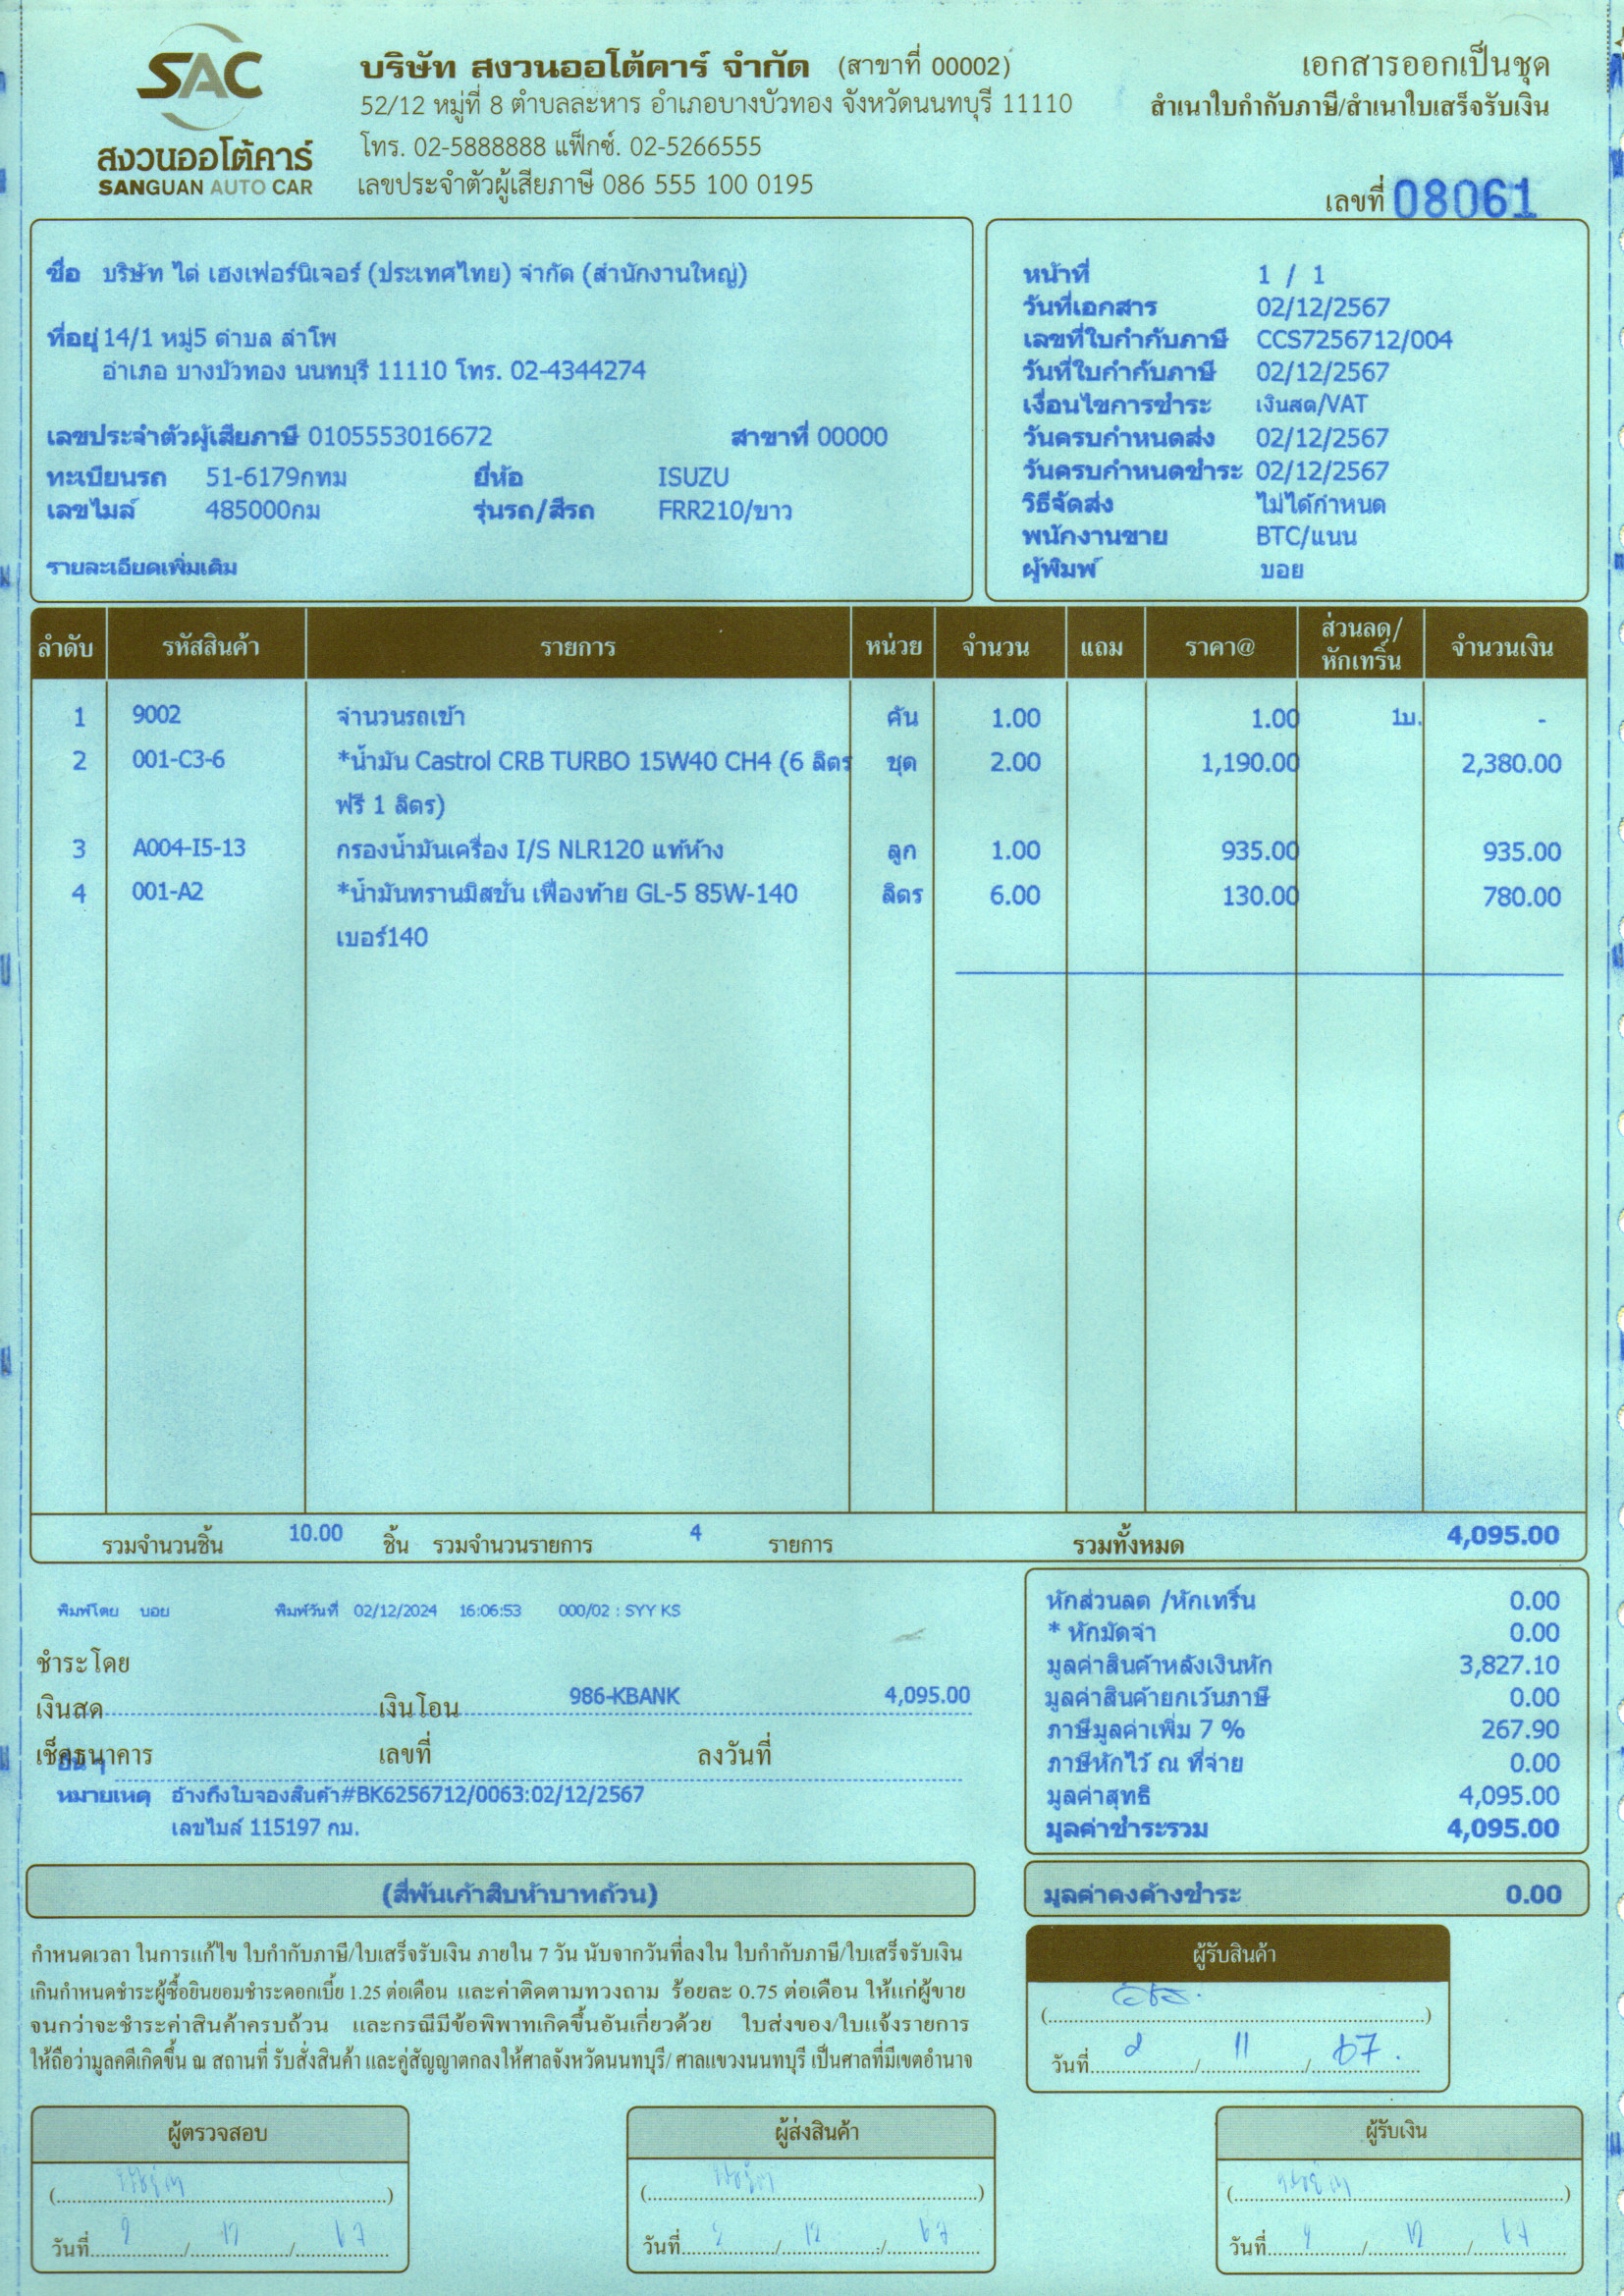 SAC
สงวนออโต้คาร์
SANGUAN AUTO CAR
บริษัท สงวนออโต้คาร์ จำกัด (สาขาที่ 00002)
52/12 หมู่ที่ 8 ตำบลละหาร อำเภอบางบัวทอง จังหวัดนนทบุรี 11110
โทร. 02-5888888 แฟ็กซ์. 02-5266555
เลขประจำตัวผู้เสียภาษี 086 555 100 0195
เอกสารออกเป็นชุด
สำเนาใบกำกับภาษี/สำเนาใบเสร็จรับเงิน
เลขที่ 08061
ชื่อ บริษัท ไต่ เฮงเฟอร์นิเจอร์ (ประเทศไทย) จำกัด (สำนักงานใหญ่)
ที่อยู่ 14/1 หมู่5 ตำบล ลำโพ
อำเภอ บางบัวทอง นนทบุรี 11110 โทร. 02-4344274
เลขประจำตัวผู้เสียภาษี 0105553016672 สาขาที่ 00000
ทะเบียนรถ 51-6179กทม ยี่ห้อ ISUZU
เลขไมล์ 485000กม รุ่นรถ/สีรถ FRR210/ขาว
รายละเอียดเพิ่มเติม
หน้าที่ 1 / 1
วันที่เอกสาร 02/12/2567
เลขที่ใบกำกับภาษี CCS7256712/004
วันที่ใบกำกับภาษี 02/12/2567
เงื่อนไขการชำระ เงินสด/VAT
วันครบกำหนดส่ง 02/12/2567
วันครบกำหนดชำระ 02/12/2567
วิธีจัดส่ง ไม่ได้กำหนด
พนักงานขาย BTC/แนน
ผู้พิมพ์ บอย
ลำดับ รหัสสินค้า รายการ หน่วย จำนวน แถม ราคา@ ส่วนลด/หักเทริ์น จำนวนเงิน
1 9002 จำนวนรถเข้า คัน 1.00 1.00 1บ. -
2 001-C3-6 *น้ำมัน Castrol CRB TURBO 15W40 CH4 (6 ลิตร ชุด 2.00 1,190.00 2,380.00
ฟรี 1 ลิตร)
3 A004-I5-13 กรองน้ำมันเครื่อง I/S NLR120 แท้ห้าง ลูก 1.00 935.00 935.00
4 001-A2 *น้ำมันทรานมิสชั่น เฟืองท้าย GL-5 85W-140 ลิตร 6.00 130.00 780.00
เบอร์140
รวมจำนวนชิ้น 10.00 ชิ้น รวมจำนวนรายการ 4 รายการ รวมทั้งหมด 4,095.00
พิมพ์โดย บอย พิมพ์วันที่ 02/12/2024 16:06:53 000/02 : SYY KS
ชำระโดย
เงินสด เงินโอน 986-KBANK 4,095.00
เช็คธนาคาร เลขที่ ลงวันที่
อื่น ๆ
หมายเหตุ อ้างถึงใบจองสินค้า#BK6256712/0063:02/12/2567
เลขไมล์ 115197 กม.
หักส่วนลด /หักเทริ์น 0.00
* หักมัดจำ 0.00
มูลค่าสินค้าหลังเงินหัก 3,827.10
มูลค่าสินค้ายกเว้นภาษี 0.00
ภาษีมูลค่าเพิ่ม 7 % 267.90
ภาษีหักไว้ ณ ที่จ่าย 0.00
มูลค่าสุทธิ 4,095.00
มูลค่าชำระรวม 4,095.00
(สี่พันเก้าสิบห้าบาทถ้วน)
มูลค่าคงค้างชำระ 0.00
กำหนดเวลา ในการแก้ไข ใบกำกับภาษี/ใบเสร็จรับเงิน ภายใน 7 วัน นับจากวันที่ลงใน ใบกำกับภาษี/ใบเสร็จรับเงิน
เกินกำหนดชำระผู้ซื้อยินยอมชำระดอกเบี้ย 1.25 ต่อเดือน และค่าติดตามทวงถาม ร้อยละ 0.75 ต่อเดือน ให้แก่ผู้ขาย
จนกว่าจะชำระค่าสินค้าครบถ้วน และกรณีมีข้อพิพาทเกิดขึ้นอันเกี่ยวด้วย ใบส่งของ/ใบแจ้งรายการ
ให้ถือว่ามูลคดีเกิดขึ้น ณ สถานที่ รับสั่งสินค้า และคู่สัญญาตกลงให้ศาลจังหวัดนนทบุรี/ ศาลแขวงนนทบุรี เป็นศาลที่มีเขตอำนาจ
ผู้รับสินค้า
วันที่ 2 / 11 / 67.
ผู้ตรวจสอบ
วันที่ 2 / 12 / 67
ผู้ส่งสินค้า
วันที่ 2 / 12 / 67
ผู้รับเงิน
วันที่ 2 / 12 / 67